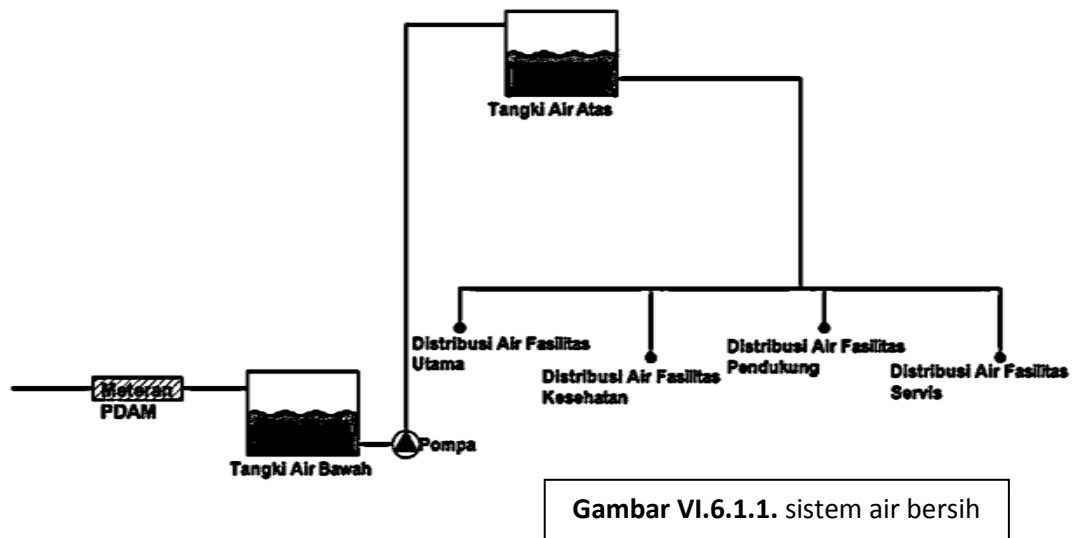 Tangki Air Atas
Distribusi Air Fasilitas
Utama
Distribusi Air Fasilitas
Kesehatan
Distribusi Air Fasilitas
Pendukung
Distribusi Air Fasilitas
Servis
Meteran
PDAM
Pompa
Tangki Air Bawah
Gambar VI.6.1.1. sistem air bersih